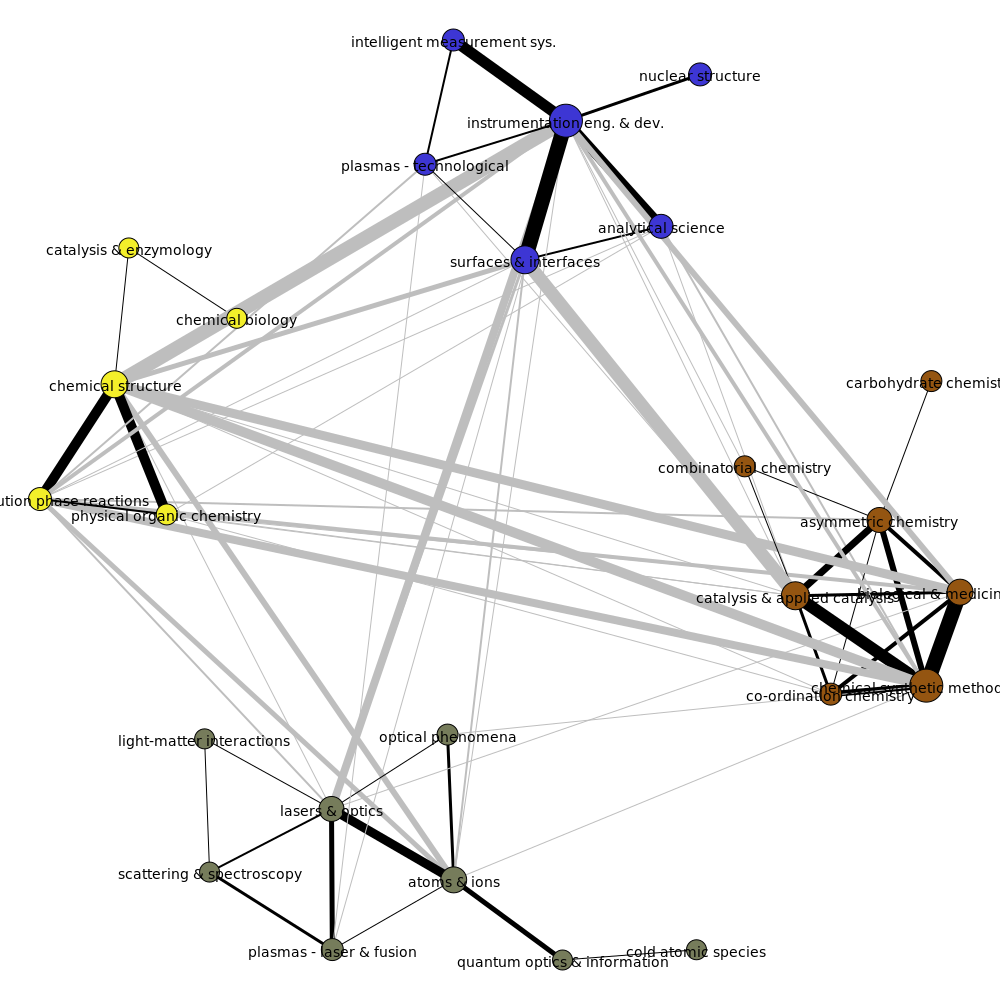 intelligent measurement sys.
nuclear structure
instrumentation eng. & dev.
plasmas - technological
analytical science
catalysis & enzymology
surfaces & interfaces
chemical biology
chemical structure
carbohydrate chemist
combinatorial chemistry
ution phase reactions
physical organic chemistry
asymmetric chemistry
catalysis & applied catalysis
biological & medicin
chemical synthetic method
co-ordination chemistry
light-matter interactions
optical phenomena
lasers & optics
scattering & spectroscopy
atoms & ions
plasmas - laser & fusion
quantum optics & information
cold atomic species